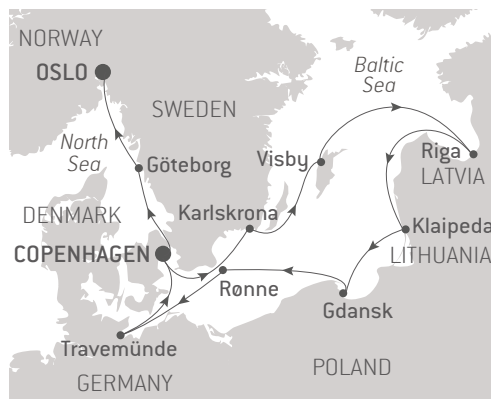 NORWAY
OSLO
Baltic
Sea
SWEDEN
North
Sea
Göteborg
Visby
Riga
LATVIA
DENMARK
Karlskrona
Klaipeda
COPENHAGEN
LITHUANIA
Rønne
Gdansk
Travemünde
POLAND
GERMANY